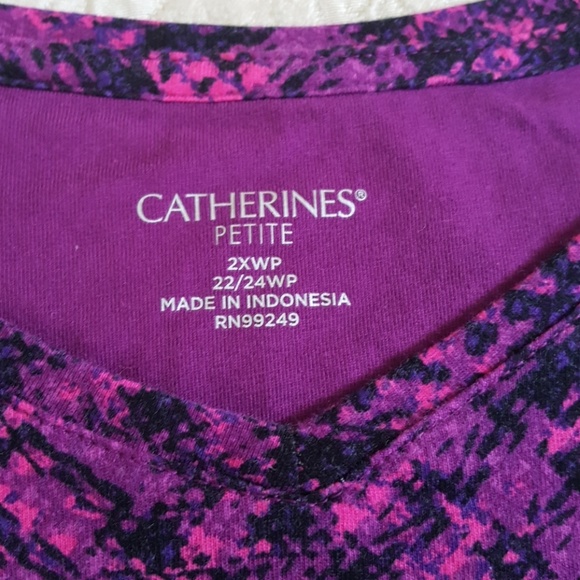 CATHERINES®
PETITE
2XWP
22/24WP
MADE IN INDONESIA
RN99249